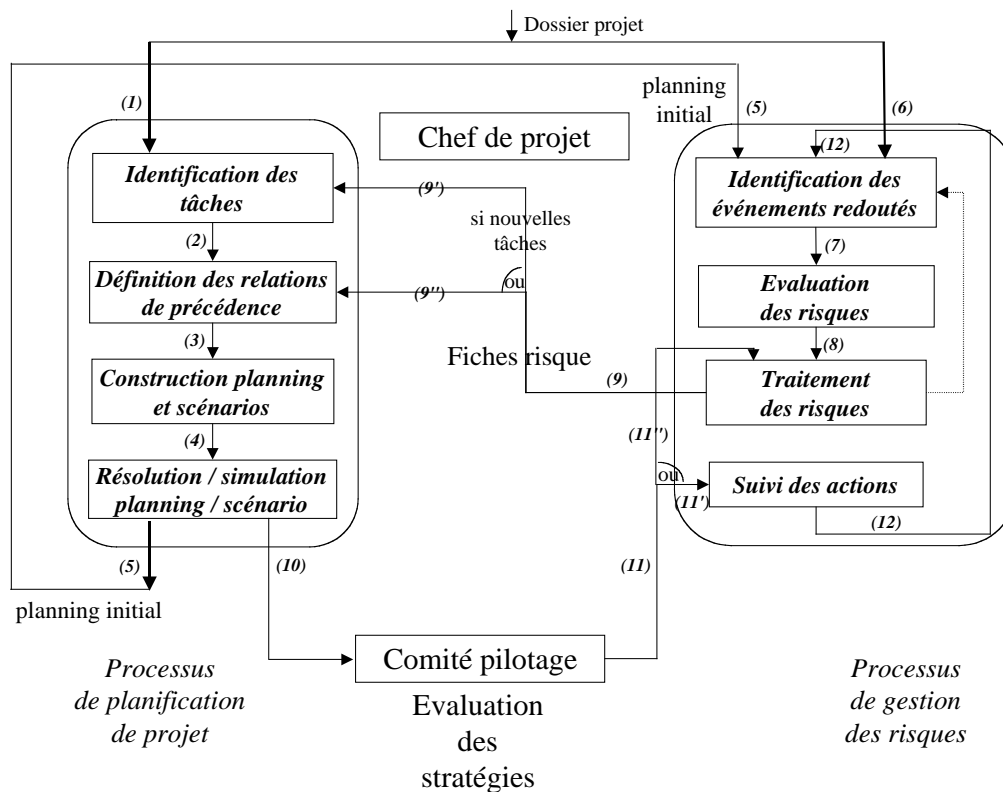 Dossier projet
(1)
planning
initial
(5)
(6)
Chef de projet
(12)
Identification des
tâches
(9')
Identification des
événements redoutés
si nouvelles
tâches
(2)
(7)
ou
Définition des relations
de précédence
(9'')
Evaluation
des risques
(3)
Fiches risque
(8)
Construction planning
et scénarios
(9)
Traitement
des risques
(4)
(11'')
Résolution / simulation
planning / scénario
ou
Suivi des actions
(11')
(12)
(5)
(10)
(11)
planning initial
Comité pilotage
Processus
de planification
de projet
Evaluation
des
stratégies
Processus
de gestion
des risques